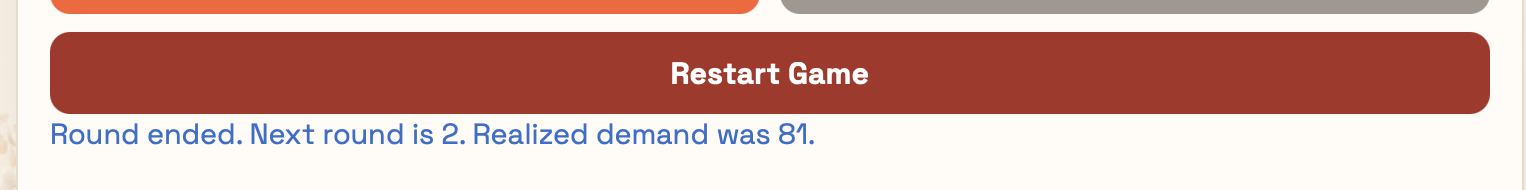 Restart Game
Round ended. Next round is 2. Realized demand was 81.